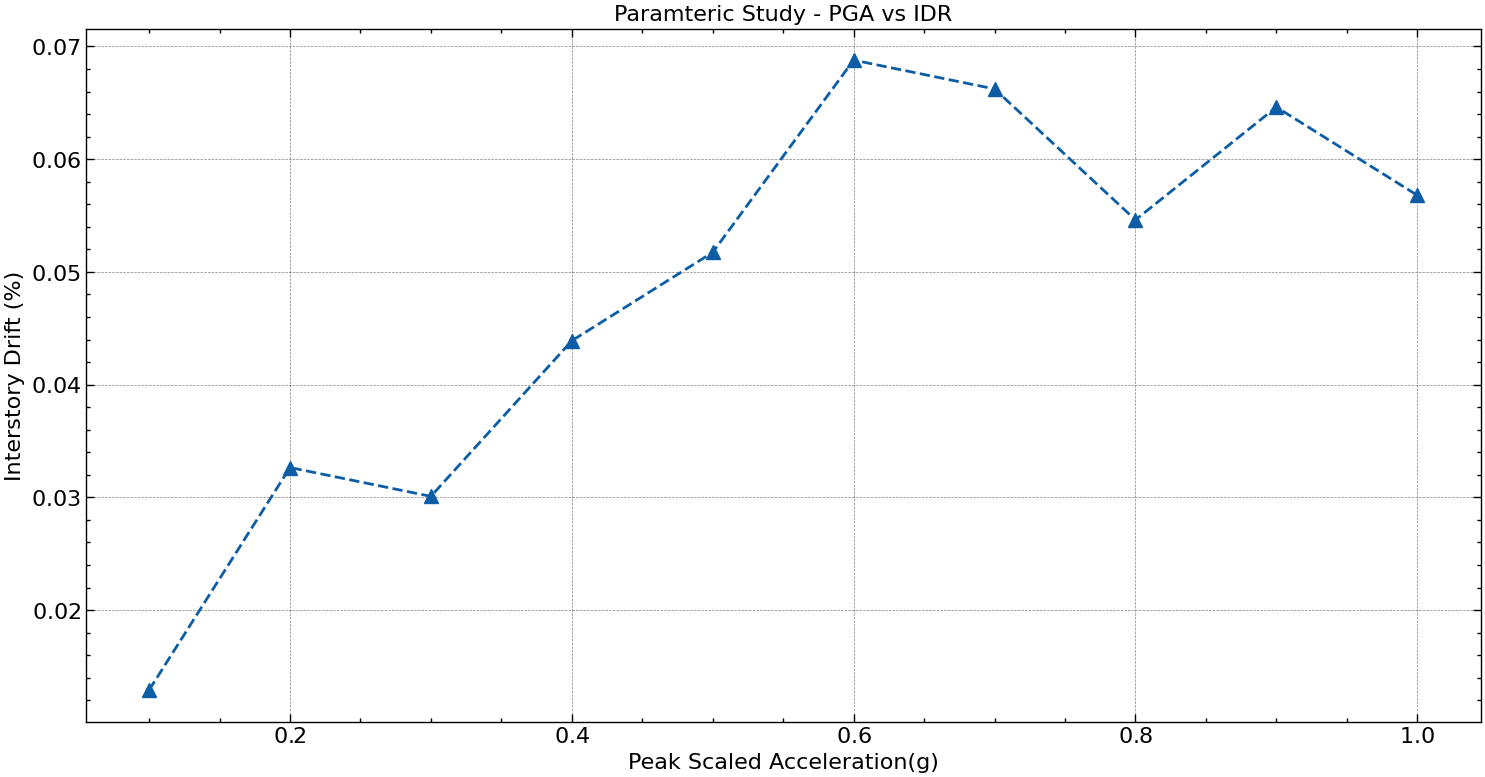 Paramteric Study - PGA vs IDR
0.07
0.06
0.05
0.04
0.03
0.02
Interstory Drift (%)
0.2 0.4 0.6 0.8 1.0
Peak Scaled Acceleration(g)